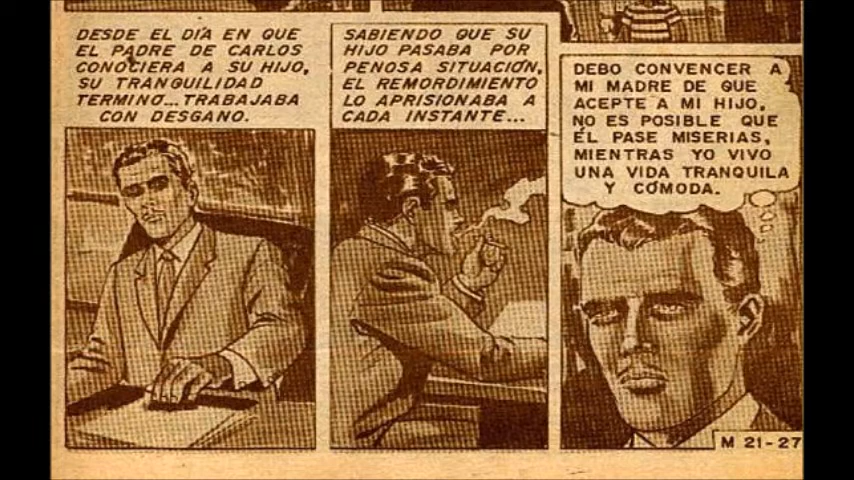 DESDE EL DÍA EN QUE
EL PADRE DE CARLOS
CONOCIERA A SU HIJO,
SU TRANQUILIDAD
TERMINO... TRABAJABA
CON DESGANO.
SABIENDO QUE SU
HIJO PASABA POR
PENOSA SITUACIÓN,
EL REMORDIMIENTO
LO APRISIONABA A
CADA INSTANTE...
DEBO CONVENCER A
MI MADRE DE QUE
ACEPTE A MI HIJO,
NO ES POSIBLE QUE
ÉL PASE MISERIAS,
MIENTRAS YO VIVO
UNA VIDA TRANQUILA
Y CÓMODA.
M 21-27